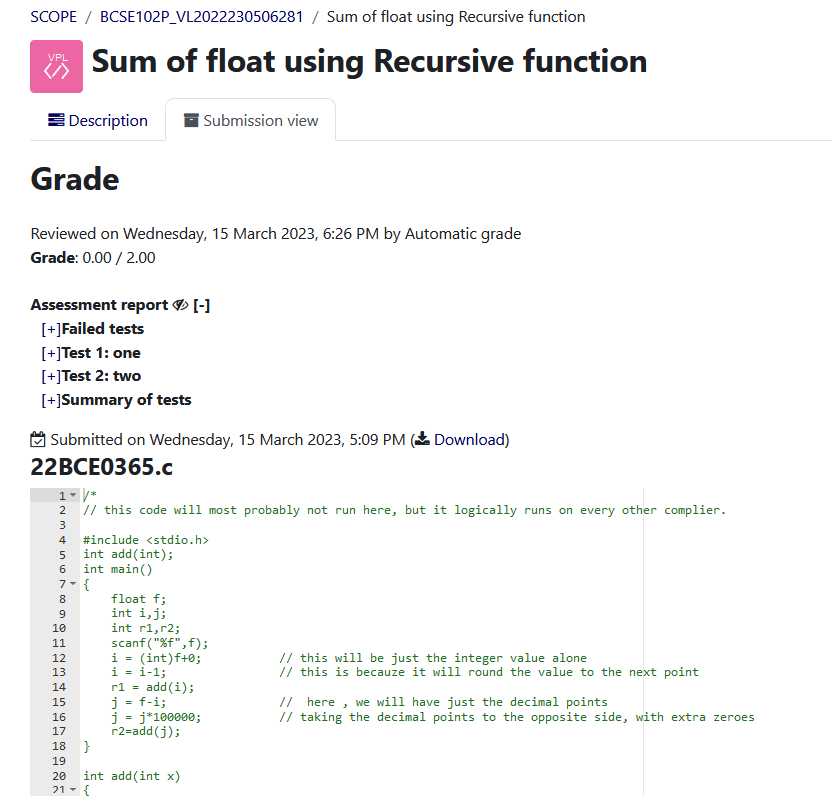 SCOPE / BCSE102P_VL2022230506281 / Sum of float using Recursive function
VPL
</>
Sum of float using Recursive function
Description
Submission view
Grade
Reviewed on Wednesday, 15 March 2023, 6:26 PM by Automatic grade
Grade: 0.00 / 2.00
Assessment report [-]
[+]Failed tests
[+]Test 1: one
[+]Test 2: two
[+]Summary of tests
Submitted on Wednesday, 15 March 2023, 5:09 PM (Download)
22BCE0365.c
1 /*
2 // this code will most probably not run here, but it logically runs on every other complier.
3
4 #include <stdio.h>
5 int add(int);
6 int main()
7 {
8     float f;
9     int i,j;
10     int r1,r2;
11     scanf("%f",f);
12     i = (int)f+0;           // this will be just the integer value alone
13     i = i-1;                // this is becauze it will round the value to the next point
14     r1 = add(i);
15     j = f-i;                //  here , we will have just the decimal points
16     j = j*100000;           // taking the decimal points to the opposite side, with extra zeroes
17     r2=add(j);
18 }
19
20 int add(int x)
21 {